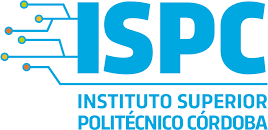 ISPC
INSTITUTO SUPERIOR
POLITÉCNICO CÓRDOBA